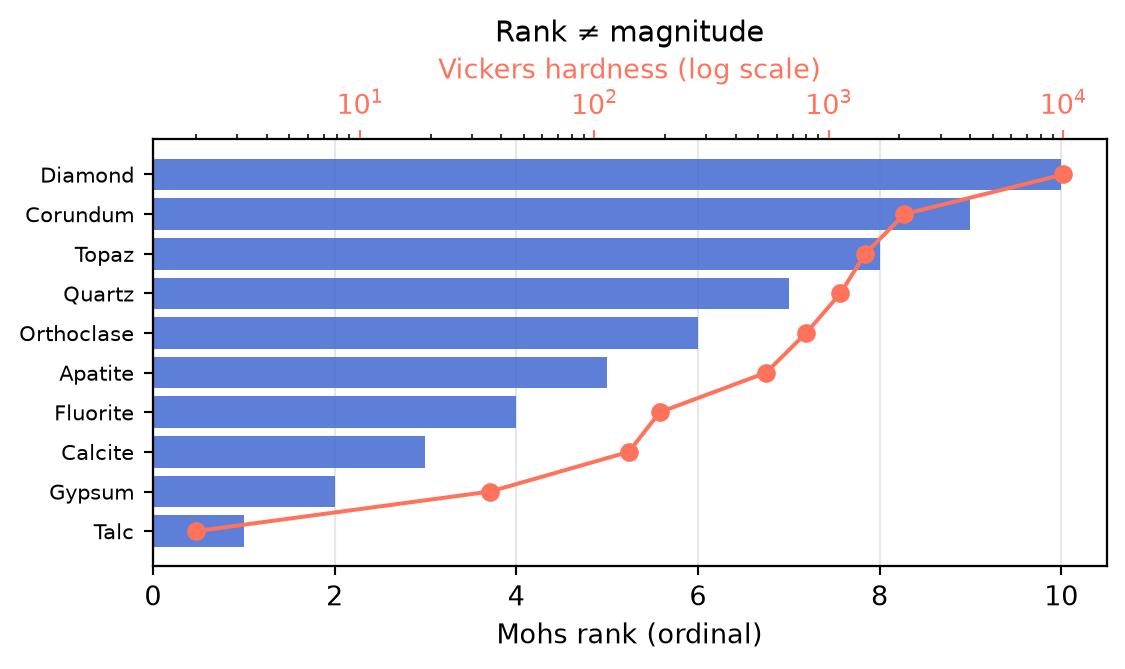 Rank ≠ magnitude
Vickers hardness (log scale)
10¹ 10² 10³ 10⁴
Diamond
Corundum
Topaz
Quartz
Orthoclase
Apatite
Fluorite
Calcite
Gypsum
Talc
0 2 4 6 8 10
Mohs rank (ordinal)